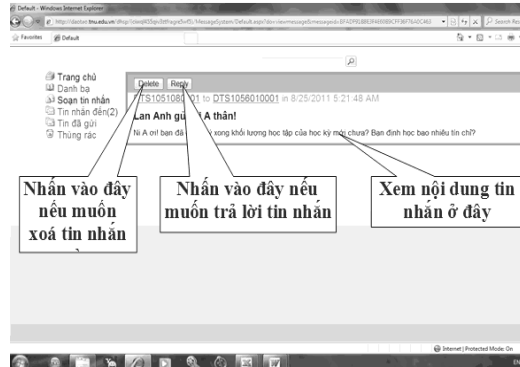 Default - Windows Internet Explorer
Favorites
Default
Trang chủ
Danh bạ
Soạn tin nhắn
Tin nhắn đến(2)
Tin đã gửi
Thùng rác
Delete
Reply
to DTS1056010001 in 8/25/2011 5:21:48 AM
Lan Anh A thân!
Ni A ơi! bạn đã xong khối lượng học tập của học kỳ mới chưa? Bạn định học bao nhiêu tín chỉ?
Nhấn vào đây
nếu muốn
xoá tin nhắn
Nhấn vào đây nếu
muốn trả lời tin nhắn
Xem nội dung tin
nhắn ở đây
Internet | Protected Mode: On